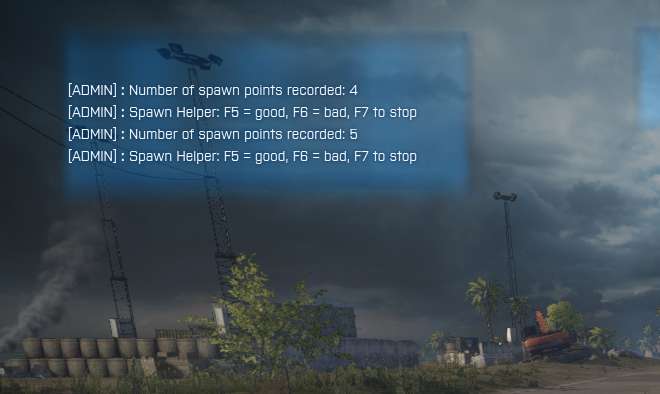 [ADMIN] : Number of spawn points recorded: 4
[ADMIN] : Spawn Helper: F5 = good, F6 = bad, F7 to stop
[ADMIN] : Number of spawn points recorded: 5
[ADMIN] : Spawn Helper: F5 = good, F6 = bad, F7 to stop